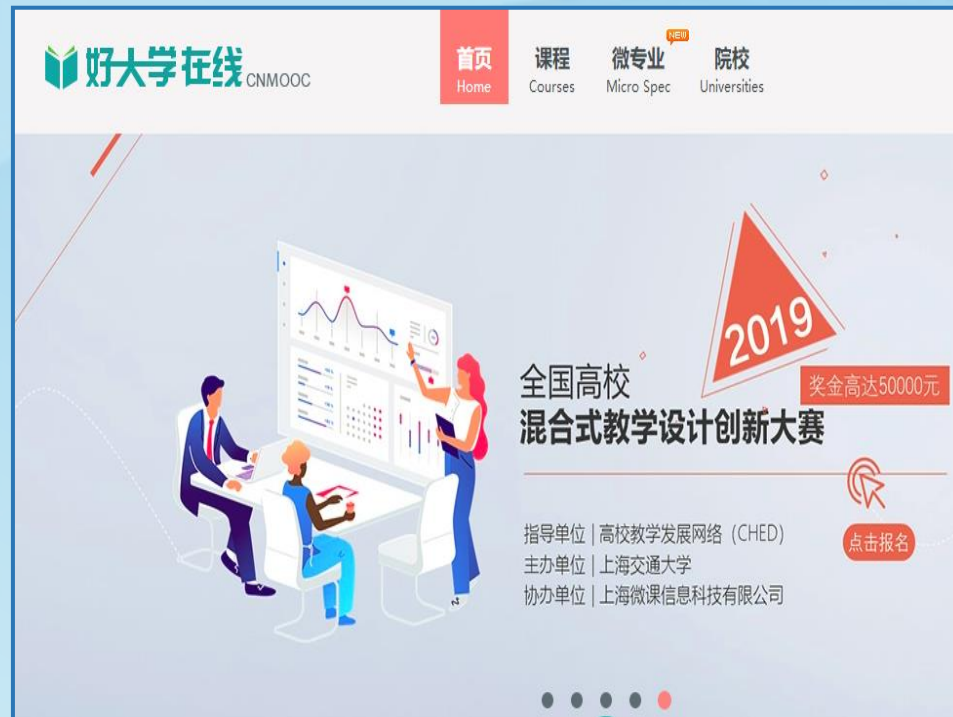 好大学在线 CNMOOC
首页
Home
课程
Courses
NEW
微专业
Micro Spec
院校
Universities
2019
奖金高达50000元
全国高校
混合式教学设计创新大赛
指导单位 | 高校教学发展网络（CHED）
主办单位 | 上海交通大学
协办单位 | 上海微课信息科技有限公司
点击报名